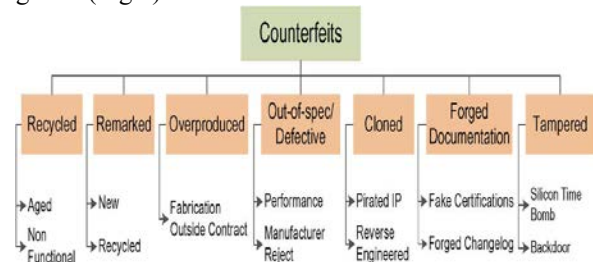 Counterfeits
Recycled
Remarked
Overproduced
Out-of-spec/
Defective
Cloned
Forged
Documentation
Tampered
Aged
Non
Functional
New
Recycled
Fabrication
Outside Contract
Performance
Manufacturer
Reject
Pirated IP
Reverse
Engineered
Fake Certifications
Forged Changelog
Silicon Time
Bomb
Backdoor